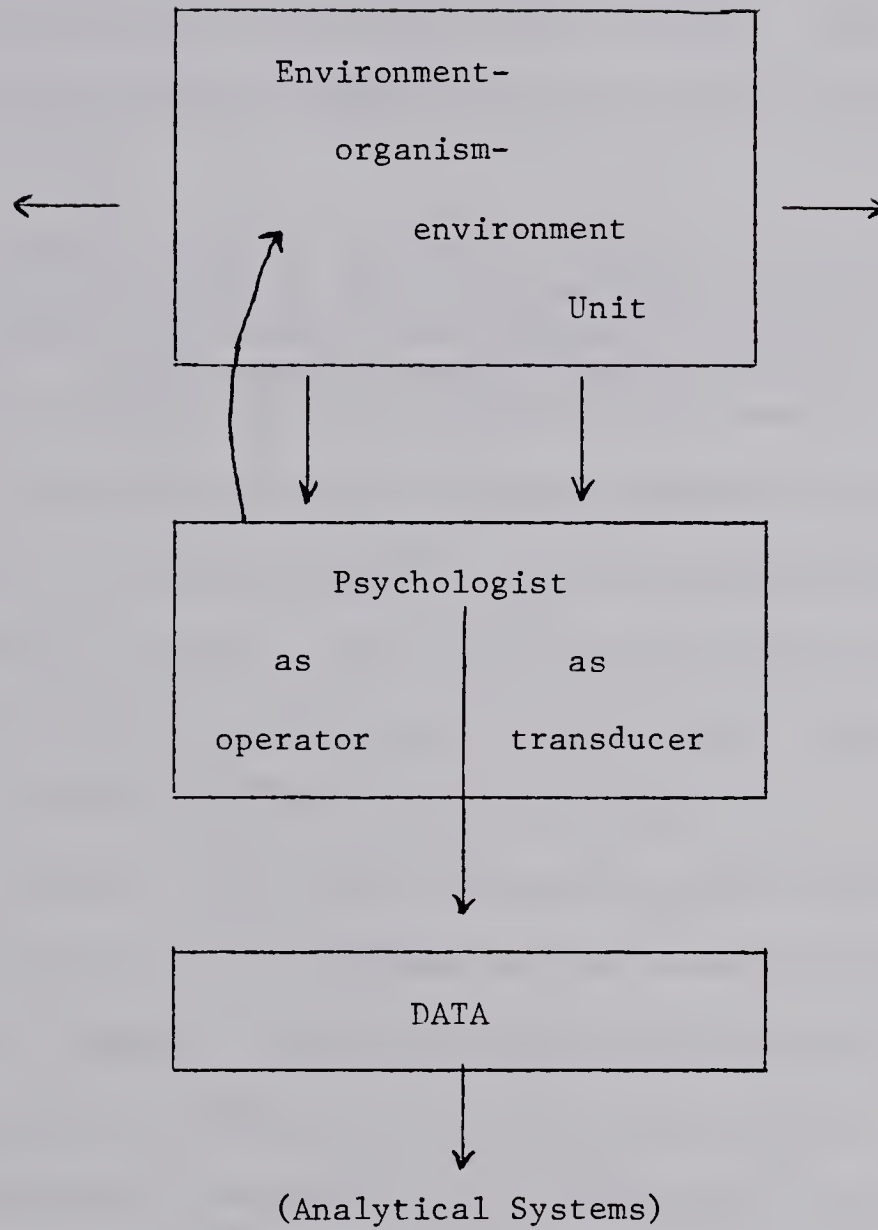 Environment-
organism-
environment
Unit
Psychologist
as as
operator transducer
DATA
(Analytical Systems)